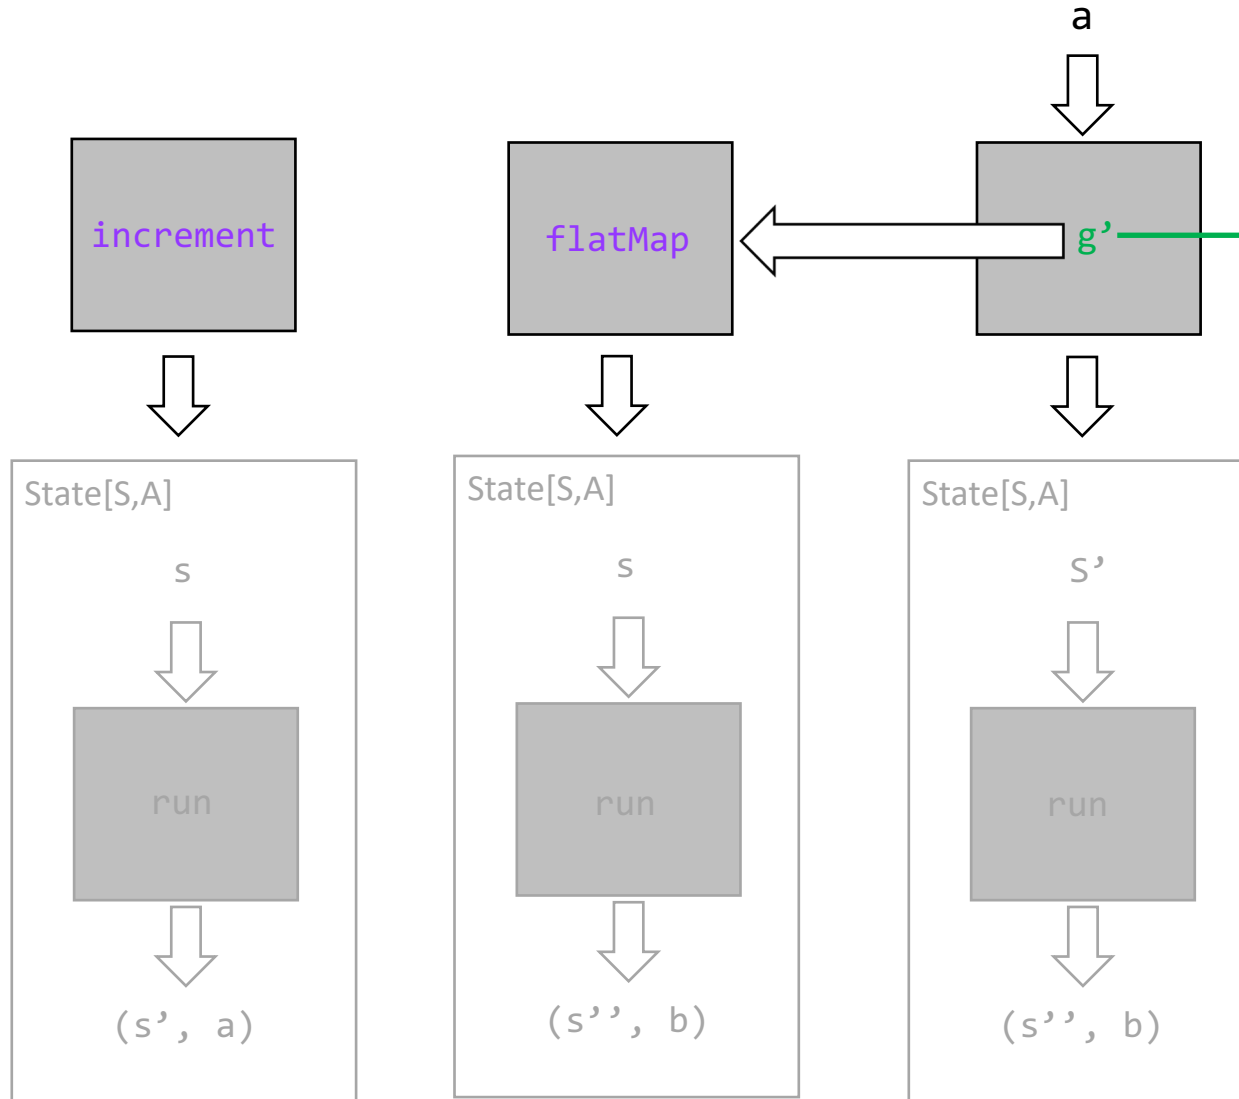 a
increment
flatMap
g’
State[S,A]
State[S,A]
State[S,A]
s
s
S’
run
run
run
(s’, a)
(s’’, b)
(s’’, b)